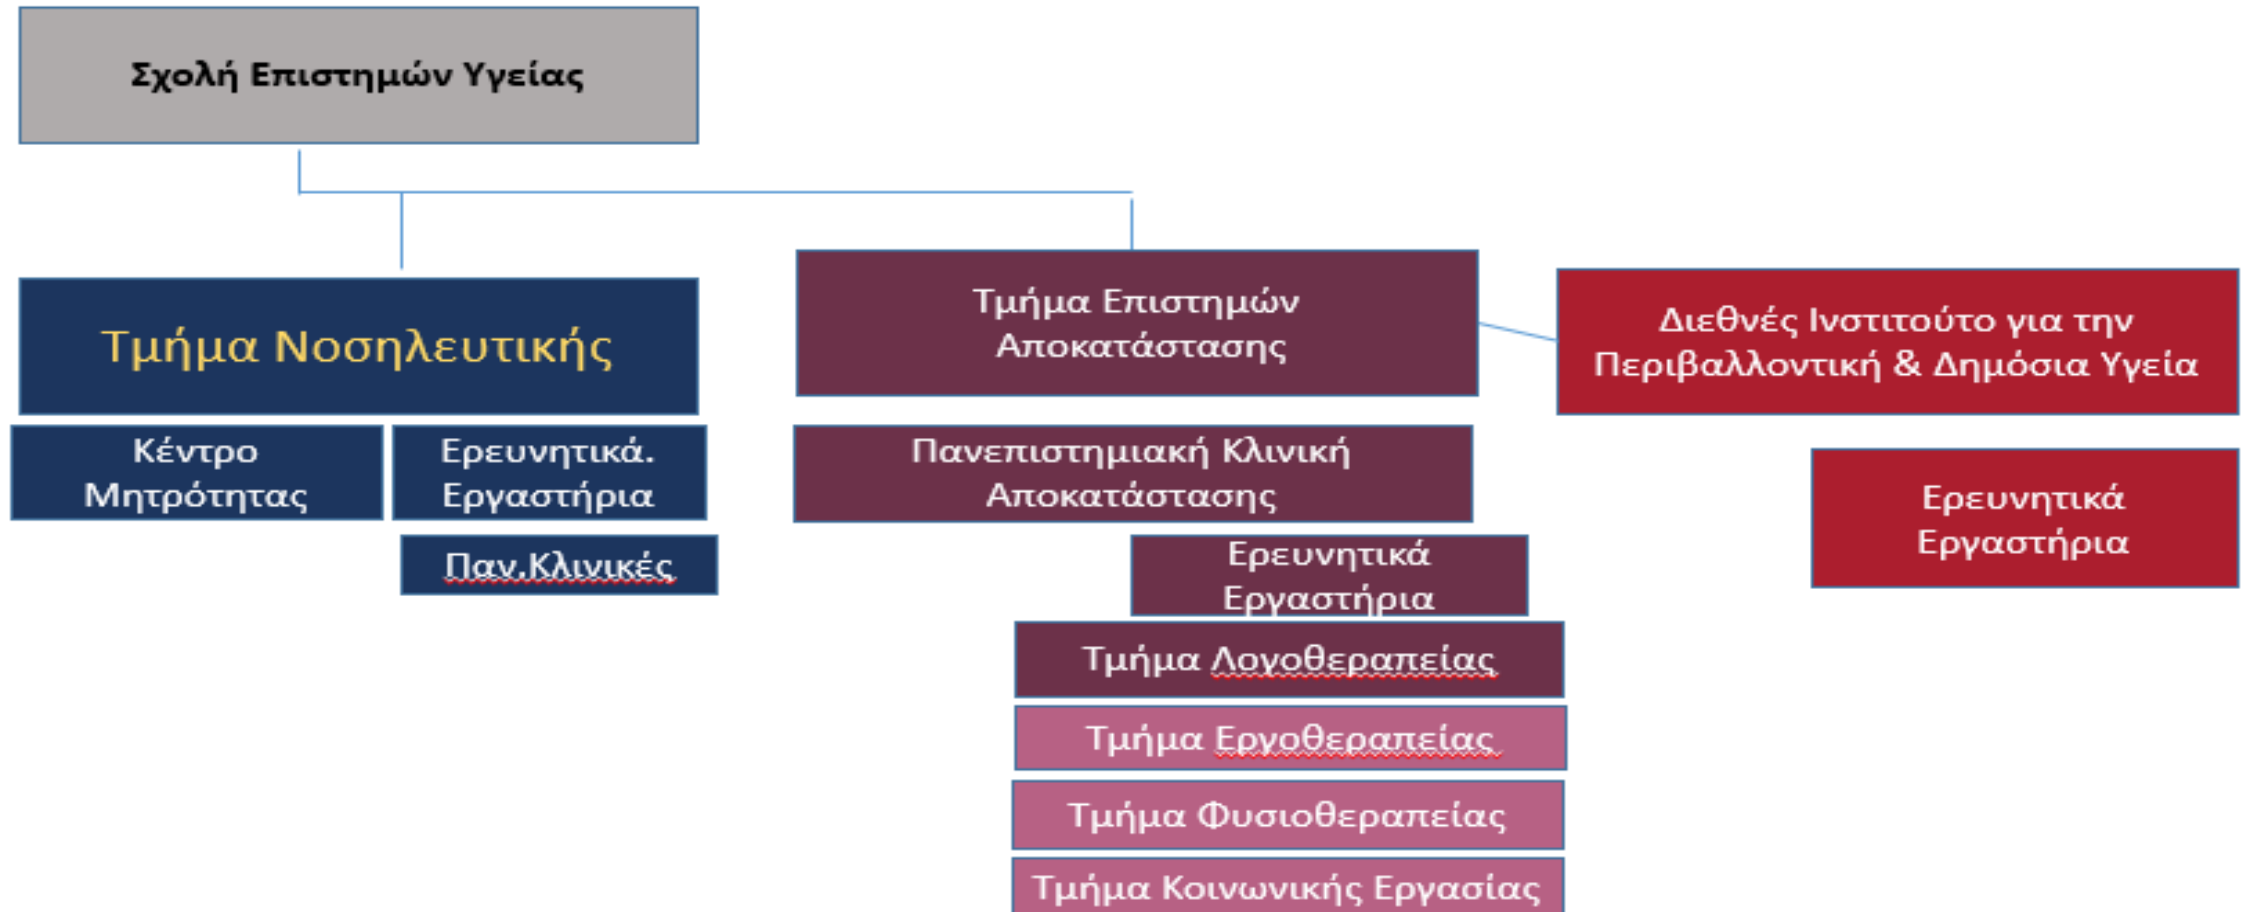 Σχολή Επιστημών Υγείας
Τμήμα Νοσηλευτικής
Κέντρο
Μητρότητας
Ερευνητικά.
Εργαστήρια
Παν.Κλινικές
Τμήμα Επιστημών
Αποκατάστασης
Πανεπιστημιακή Κλινική
Αποκατάστασης
Ερευνητικά
Εργαστήρια
Τμήμα Λογοθεραπείας
Τμήμα Εργοθεραπείας
Τμήμα Φυσιοθεραπείας
Τμήμα Κοινωνικής Εργασίας
Διεθνές Ινστιτούτο για την
Περιβαλλοντική & Δημόσια Υγεία
Ερευνητικά
Εργαστήρια